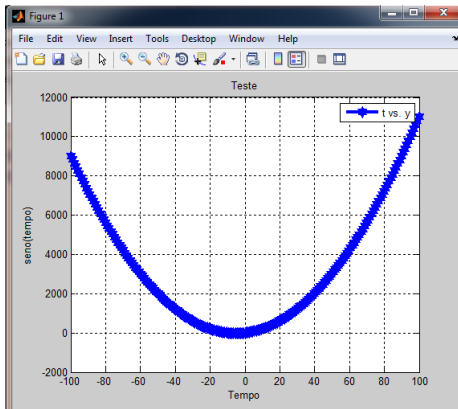 Figure 1
File Edit View Insert Tools Desktop Window Help
Teste
12000
10000
8000
6000
4000
2000
0
-2000
t vs. y
seno(tempo)
-100 -80 -60 -40 -20 0 20 40 60 80 100
Tempo